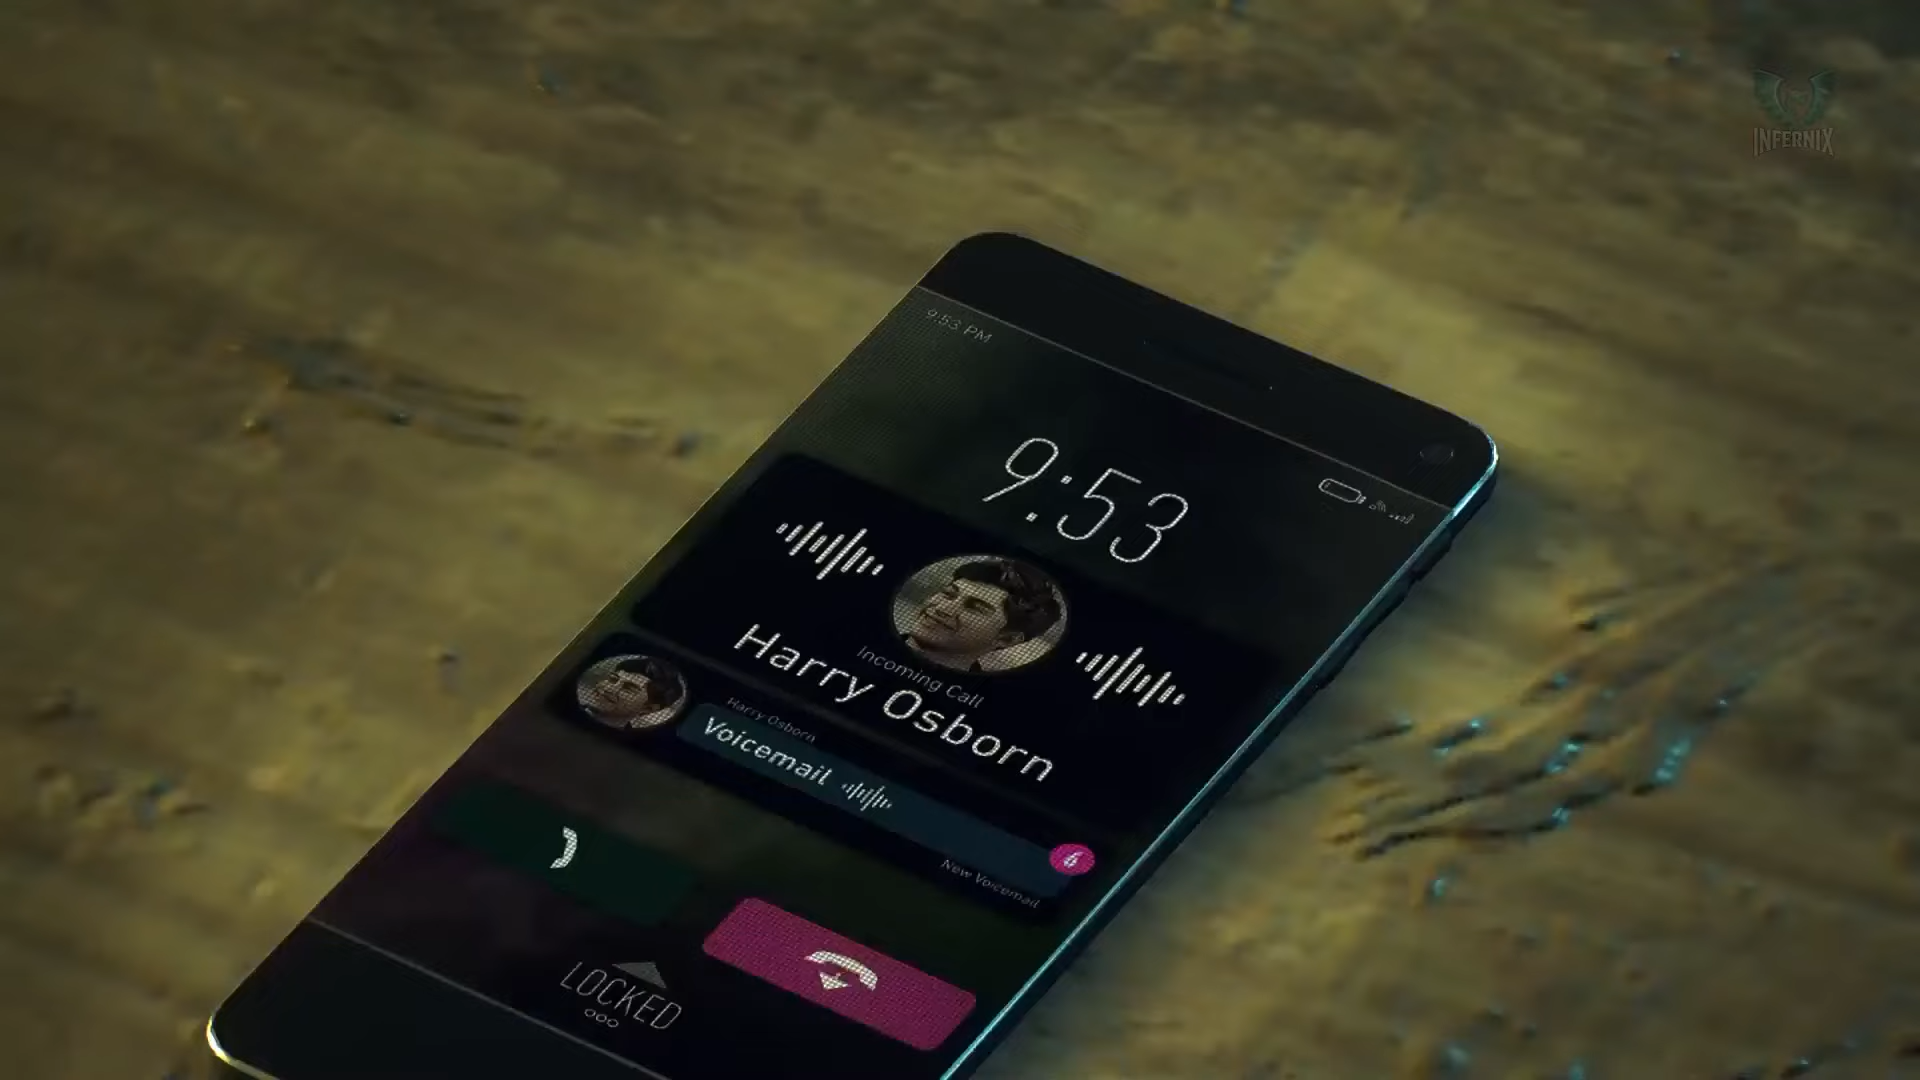 INFERNIX
9:53 PM
9:53
Incoming Call
Harry Osborn
Harry Osborn
Voicemail
6
New Voicemail
LOCKED